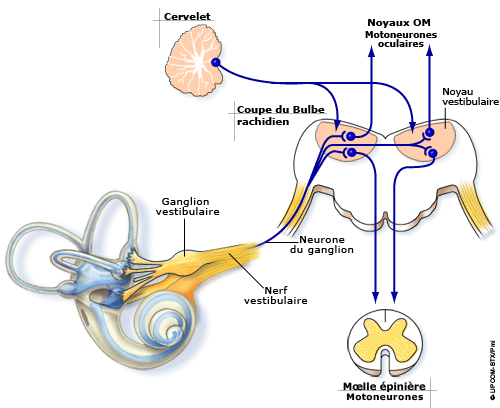 Cervelet
Noyaux OM
Motoneurones
oculaires
Noyau
vestibulaire
Coupe du Bulbe
rachidien
Ganglion
vestibulaire
Neurone
du ganglion
Nerf
vestibulaire
Mœlle épinière
Motoneurones